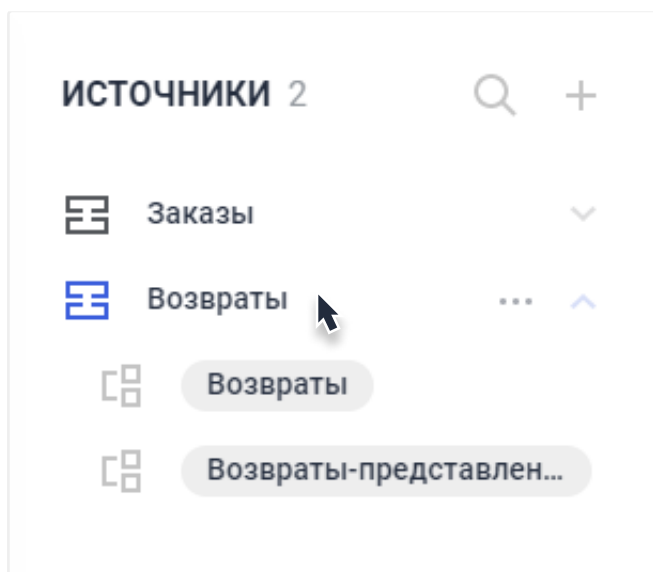 ИСТОЧНИКИ 2
Заказы
Возвраты
Возвраты
Возвраты-представлен...